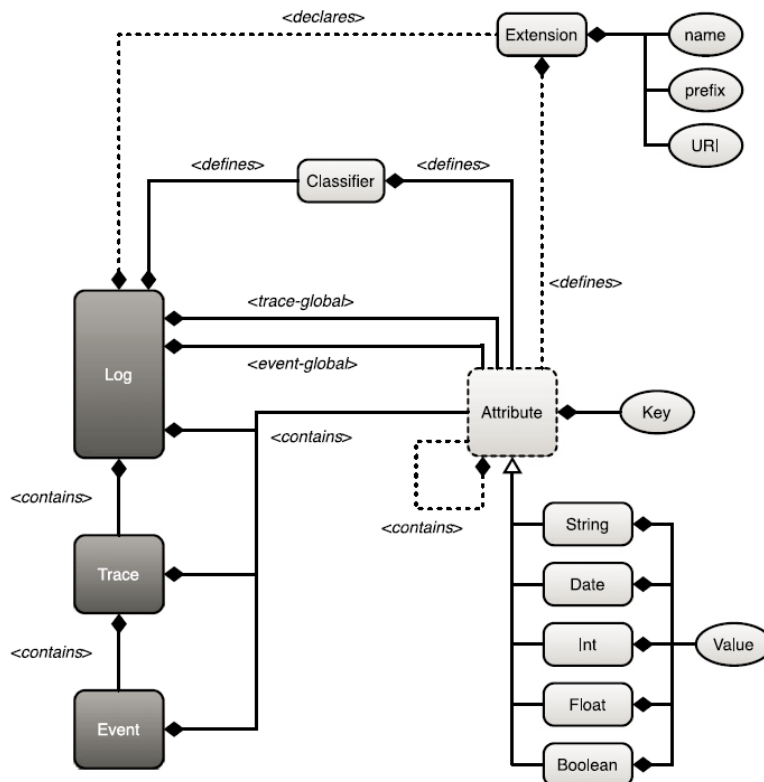 <declares>
Extension
name
prefix
URI
<defines>
Classifier
<defines>
<trace-global>
<defines>
<event-global>
Log
Attribute
Key
<contains>
<contains>
<contains>
String
Trace
Date
<contains>
Int
Value
Event
Float
Boolean